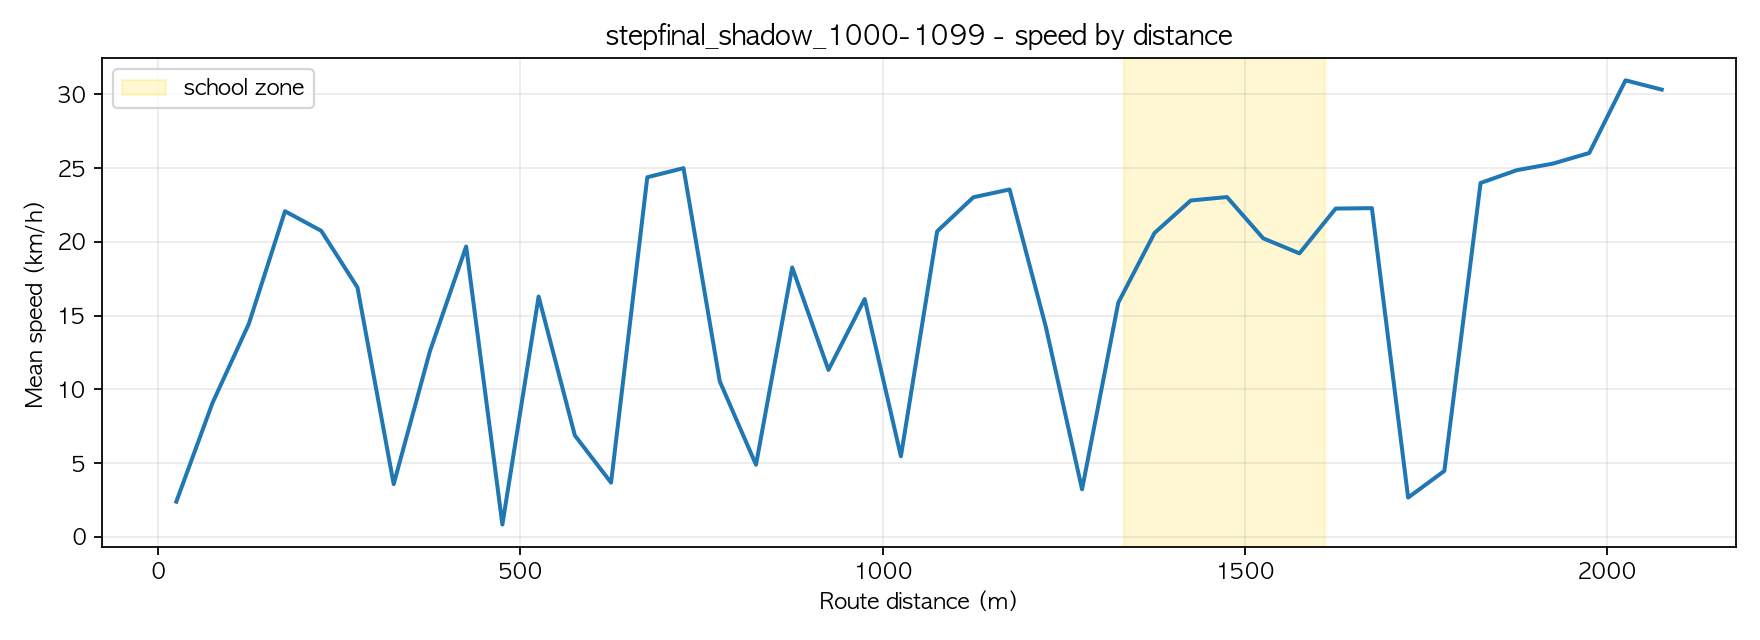 stepfinal_shadow_1000-1099 - speed by distance
school zone
Mean speed (km/h)
30
25
20
15
10
5
0
0 500 1000 1500 2000
Route distance (m)